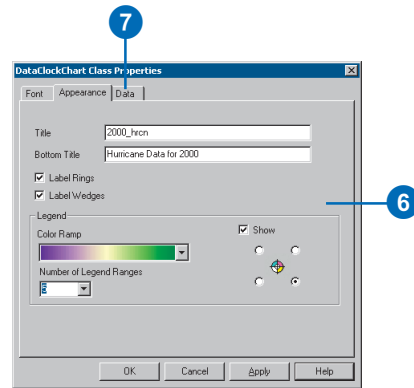 7
DataClockChart Class Properties
Font Appearance Data
Title 2000_hrcn
Bottom Title Hurricane Data for 2000
Label Rings
Label Wedges
6
Legend
Color Ramp Show
Number of Legend Ranges
5
OK Cancel Apply Help